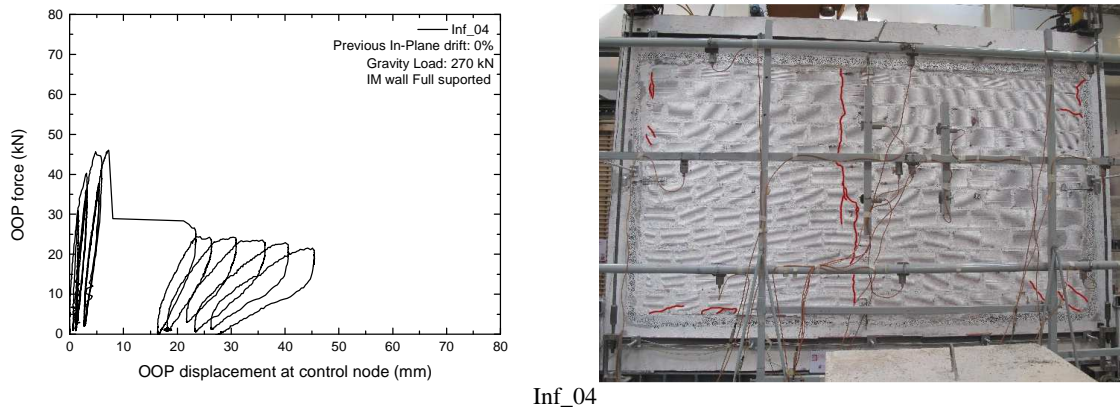 80
70
60
50
40
30
20
10
0
OOP force (kN)
0 10 20 30 40 50 60 70 80
OOP displacement at control node (mm)
Inf_04
Previous In-Plane drift: 0%
Gravity Load: 270 kN
IM wall Full suported
Inf_04